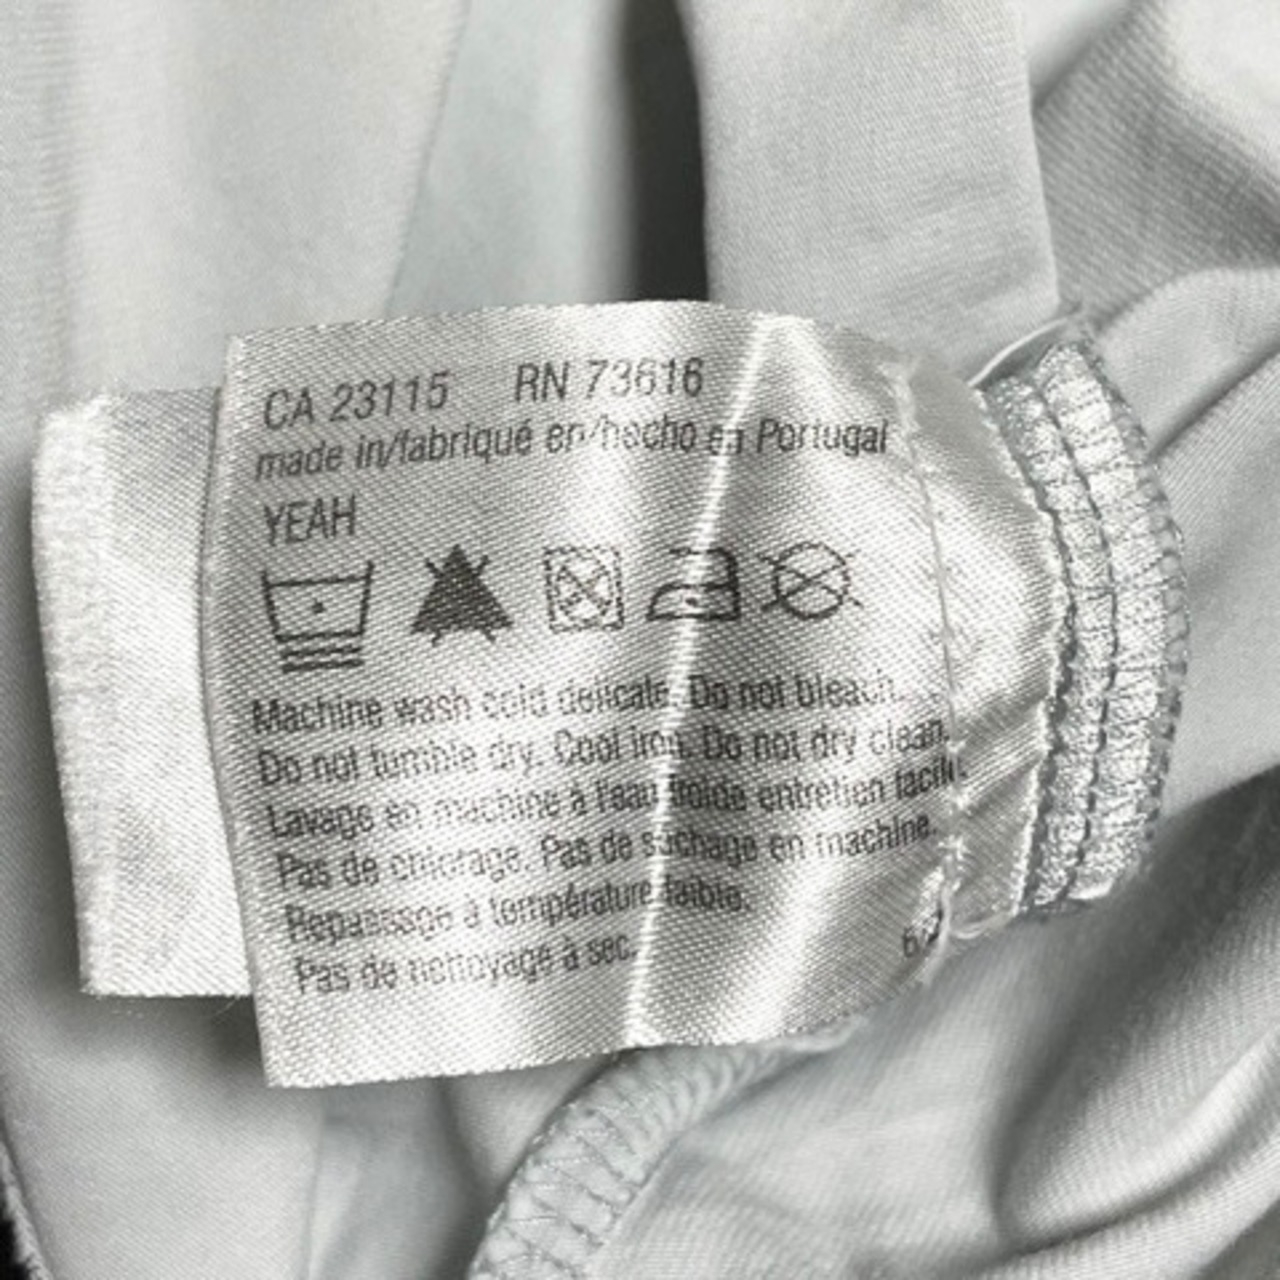 CA 23115 RN 73616
made in/fabriqué en/hecho en Portugal
YEAH
Machine wash cold delicate. Do not bleach.
Do not tumble dry. Cool iron. Do not dry clean.
Lavage en machine à l'eau froide entretien facile.
Pas de chlorage. Pas de sachage en machine.
Repassage à température faible.
Pas de nettoyage à sec.